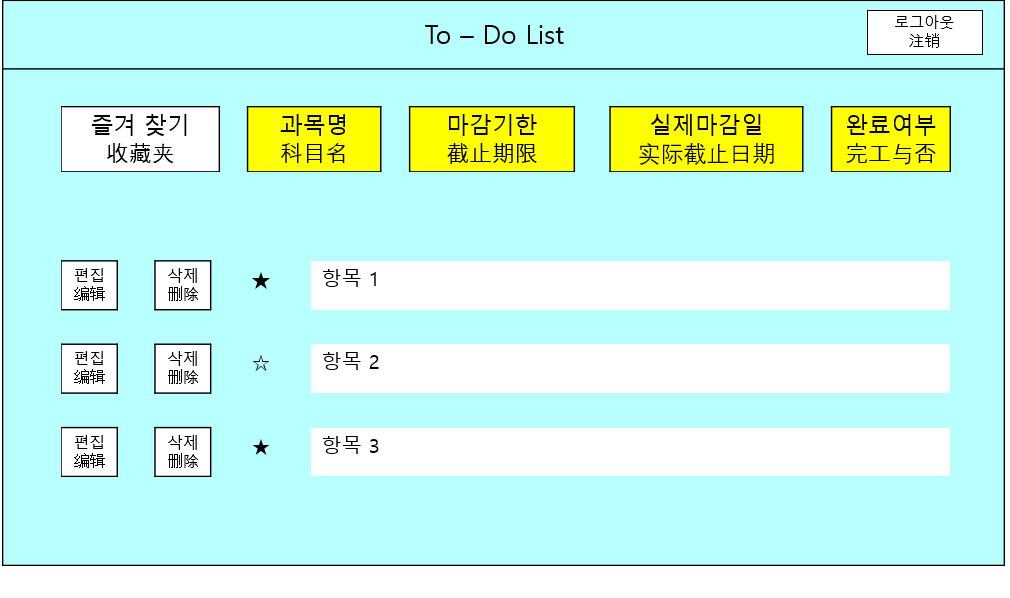 To – Do List
로그아웃
注销
즐겨 찾기
收藏夹
과목명
科目名
마감기한
截止期限
실제마감일
实际截止日期
완료여부
完工与否
편집
编辑
삭제
删除
★
항목 1
편집
编辑
삭제
删除
☆
항목 2
편집
编辑
삭제
删除
★
항목 3